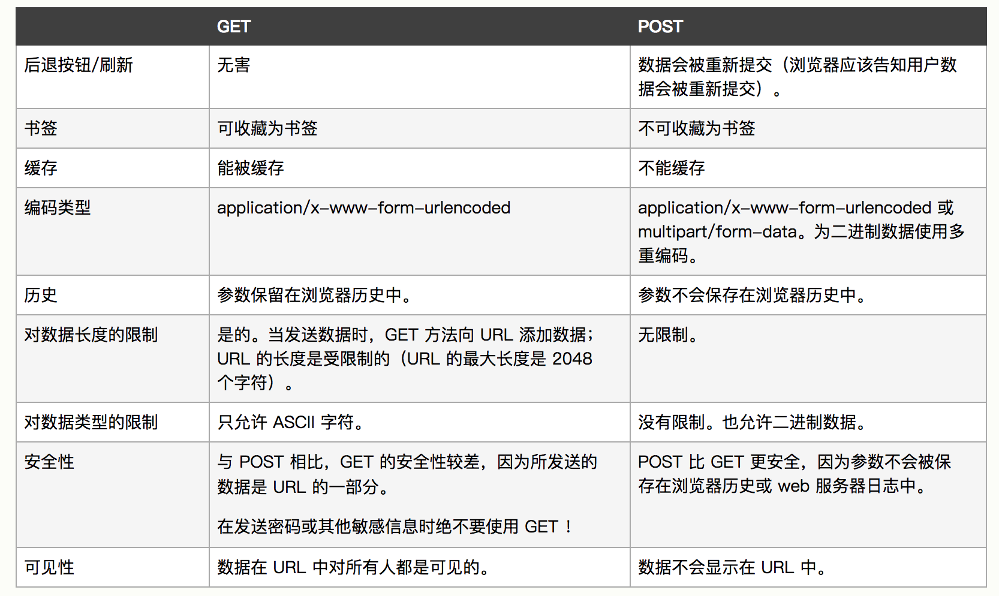 GET POST
后退按钮/刷新 无害 数据会被重新提交（浏览器应该告知用户数
据会被重新提交）。
书签 可收藏为书签 不可收藏为书签
缓存 能被缓存 不能缓存
编码类型 application/x-www-form-urlencoded application/x-www-form-urlencoded 或
multipart/form-data。为二进制数据使用多
重编码。
历史 参数保留在浏览器历史中。 参数不会保存在浏览器历史中。
对数据长度的限制 是的。当发送数据时，GET 方法向 URL 添加数据； 无限制。
URL 的长度是受限制的（URL 的最大长度是 2048
个字符）。
对数据类型的限制 只允许 ASCII 字符。 没有限制。也允许二进制数据。
安全性 与 POST 相比，GET 的安全性较差，因为所发送的 POST 比 GET 更安全，因为参数不会被保
数据是 URL 的一部分。 存在浏览器历史或 web 服务器日志中。
在发送密码或其他敏感信息时绝不要使用 GET ！
可见性 数据在 URL 中对所有人都是可见的。 数据不会显示在 URL 中。